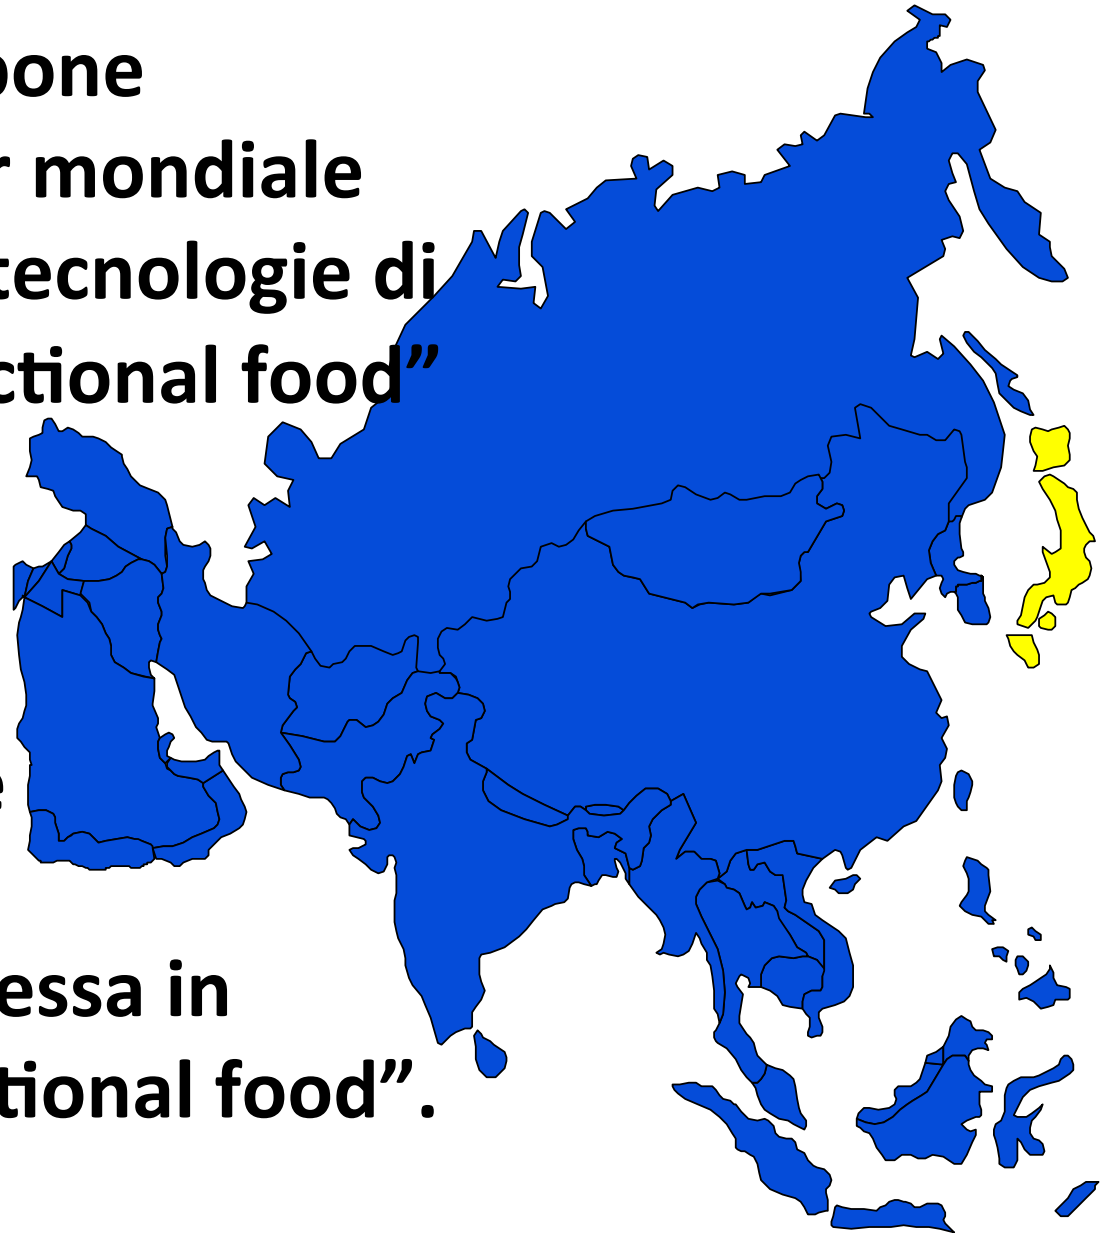 pone
r mondiale
tecnologie di
ctional food”
e
essa in
tional food”.